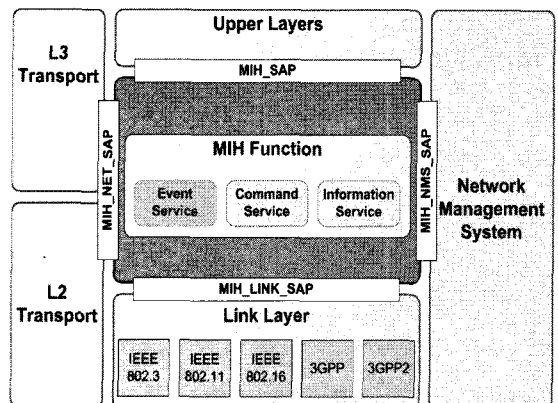 Upper Layers
L3
Transport
MIH_SAP
MIH_NET_SAP
MIH Function
Event
Service
Command
Service
Information
Service
MIH_NMS_SAP
Network
Management
System
L2
Transport
MIH_LINK_SAP
Link Layer
IEEE
802.3
IEEE
802.11
IEEE
802.16
3GPP
3GPP2